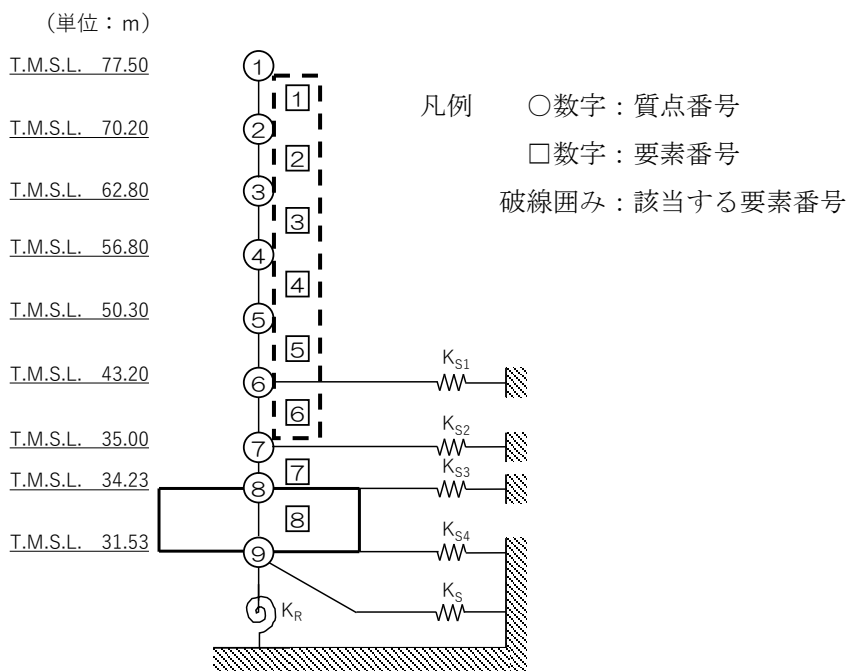 （単位：m）
T.M.S.L. 77.50
①
1
凡例 ○数字：質点番号
T.M.S.L. 70.20
②
2
□数字：要素番号
T.M.S.L. 62.80
③
3
破線囲み：該当する要素番号
T.M.S.L. 56.80
④
4
T.M.S.L. 50.30
⑤
5
KS1
T.M.S.L. 43.20
⑥
6
KS2
T.M.S.L. 35.00
⑦
7
KS3
T.M.S.L. 34.23
⑧
8
KS4
T.M.S.L. 31.53
⑨
KS
KR